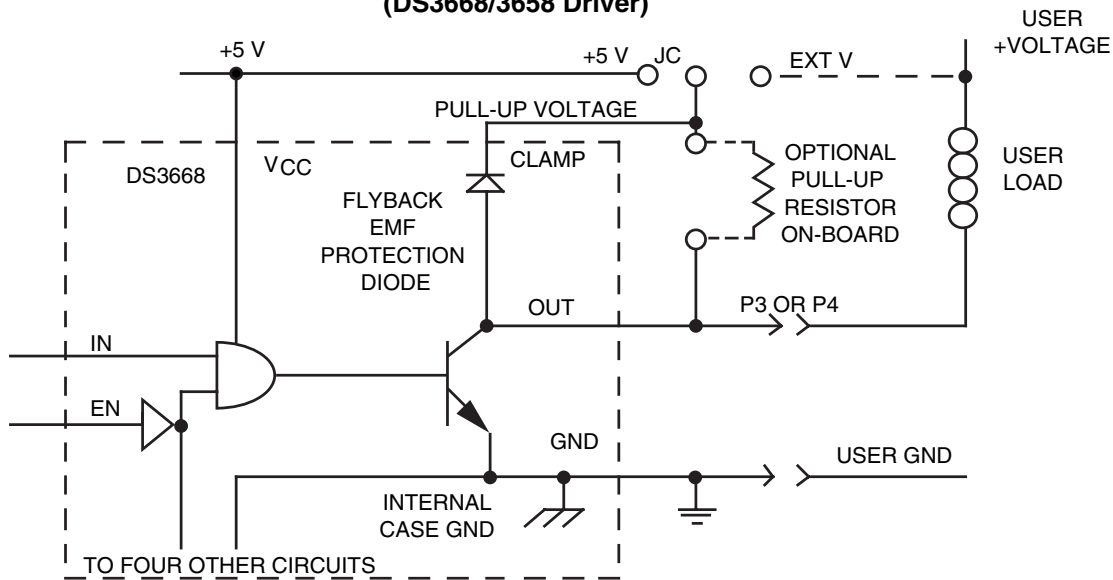 (DS3668/3658 Driver)
USER
+VOLTAGE
+5 V
+5 V
JC
EXT V
PULL-UP VOLTAGE
DS3668
VCC
CLAMP
FLYBACK
EMF
PROTECTION
DIODE
OPTIONAL
PULL-UP
RESISTOR
ON-BOARD
USER
LOAD
OUT
P3 OR P4
IN
EN
GND
USER GND
INTERNAL
CASE GND
TO FOUR OTHER CIRCUITS